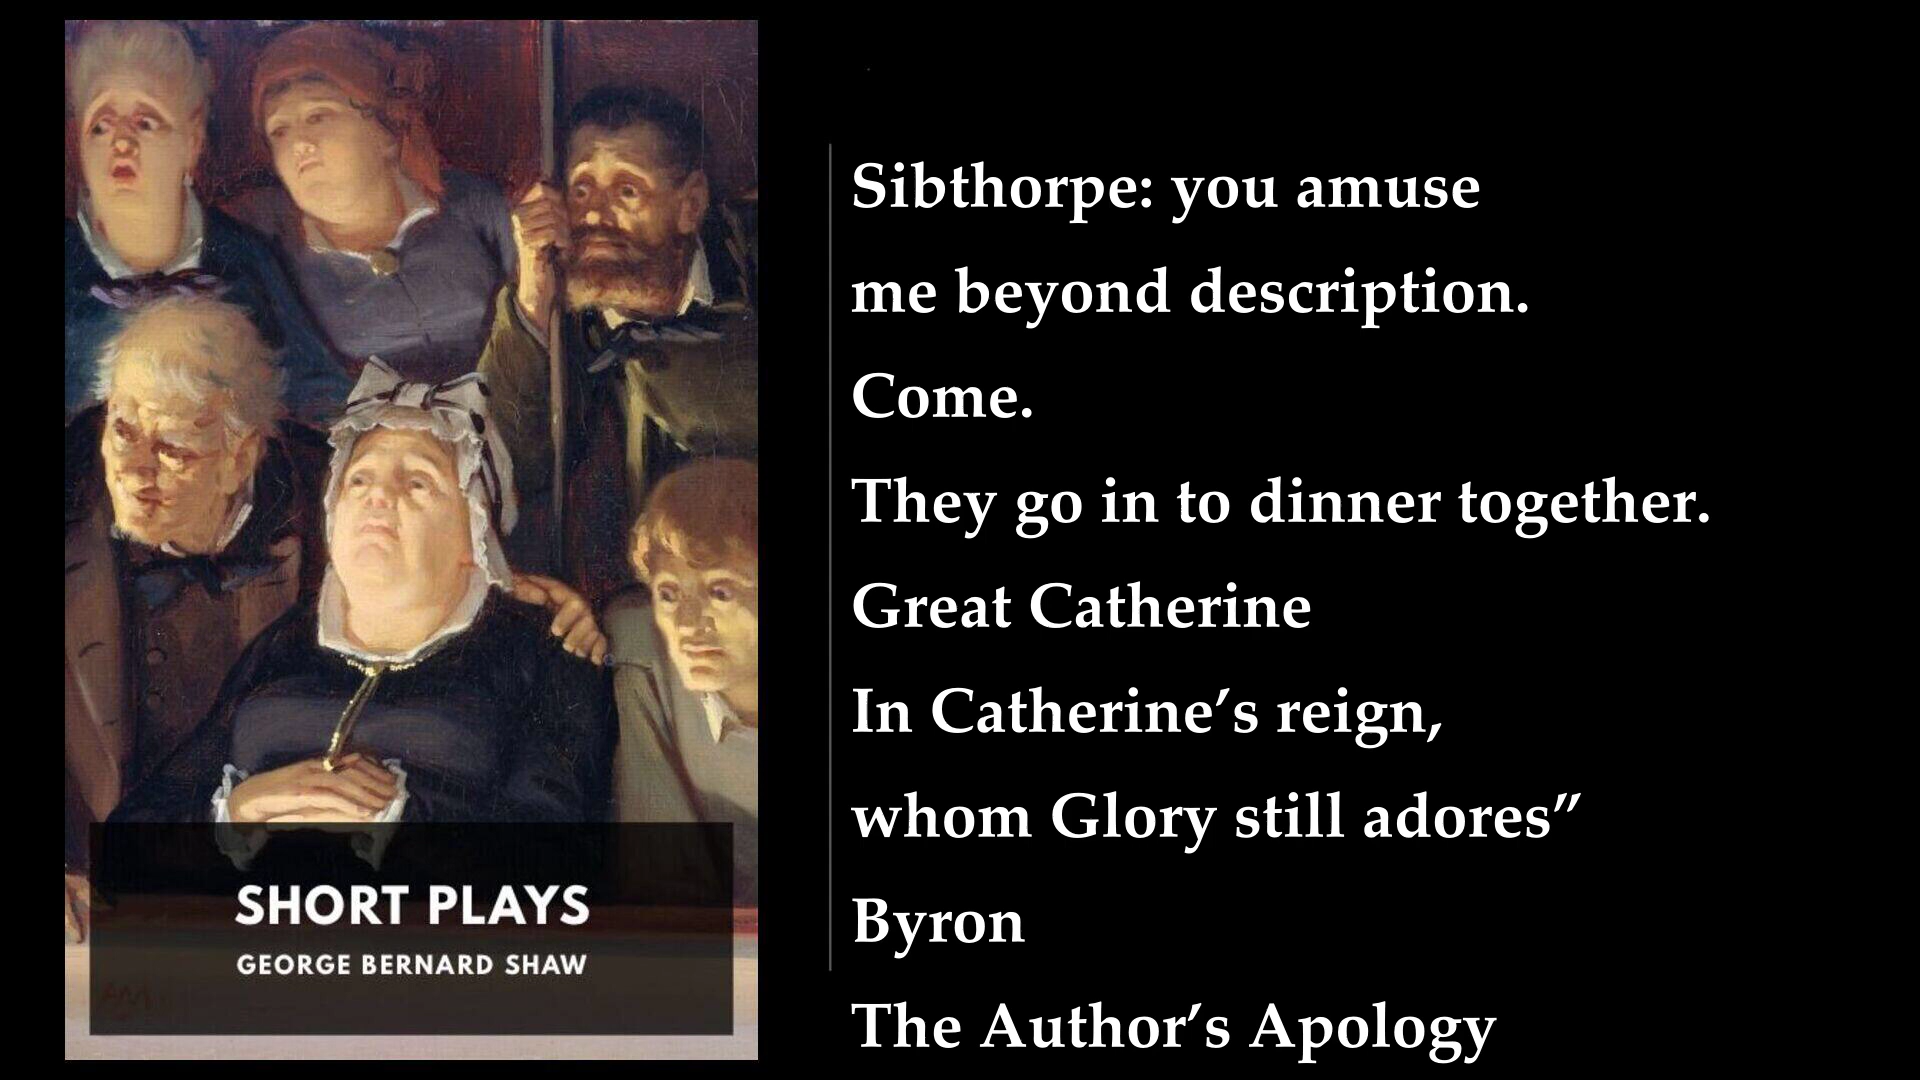 SHORT PLAYS
GEORGE BERNARD SHAW
Sibthorpe: you amuse
me beyond description.
Come.
They go in to dinner together.
Great Catherine
In Catherine’s reign,
whom Glory still adores”
Byron
The Author’s Apology